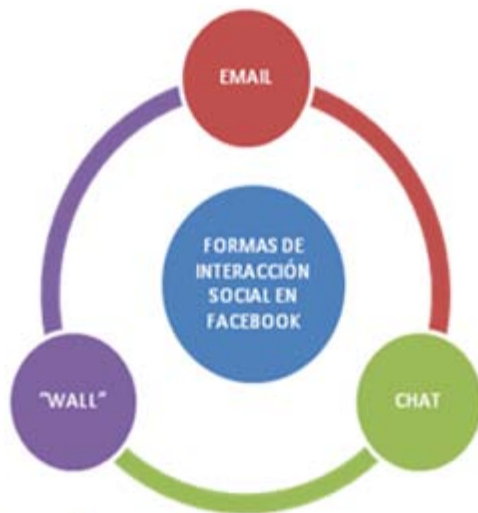 EMAIL
FORMAS DE
INTERACCIÓN
SOCIAL EN
FACEBOOK
"WALL"
CHAT